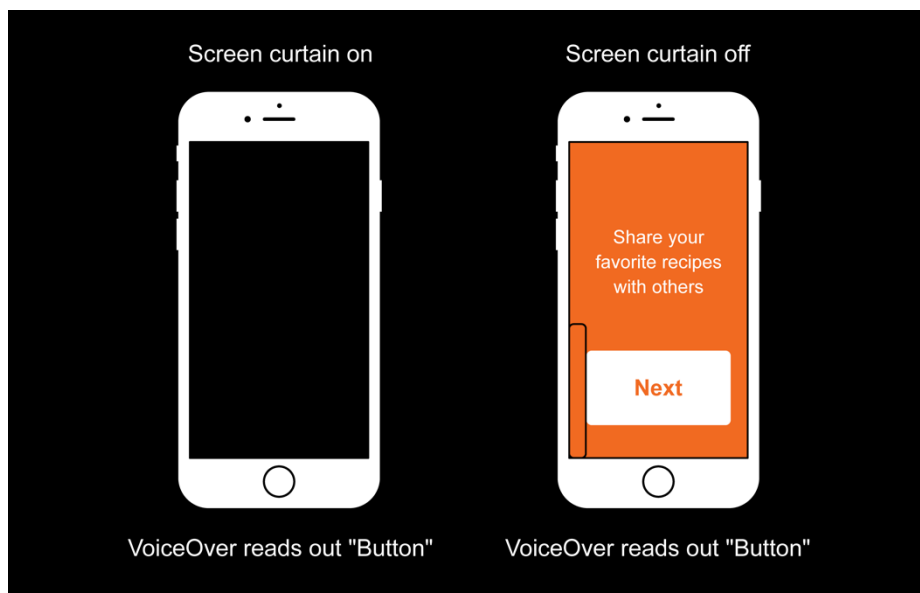 Screen curtain on
Screen curtain off
Share your
favorite recipes
with others
Next
VoiceOver reads out "Button"
VoiceOver reads out "Button"